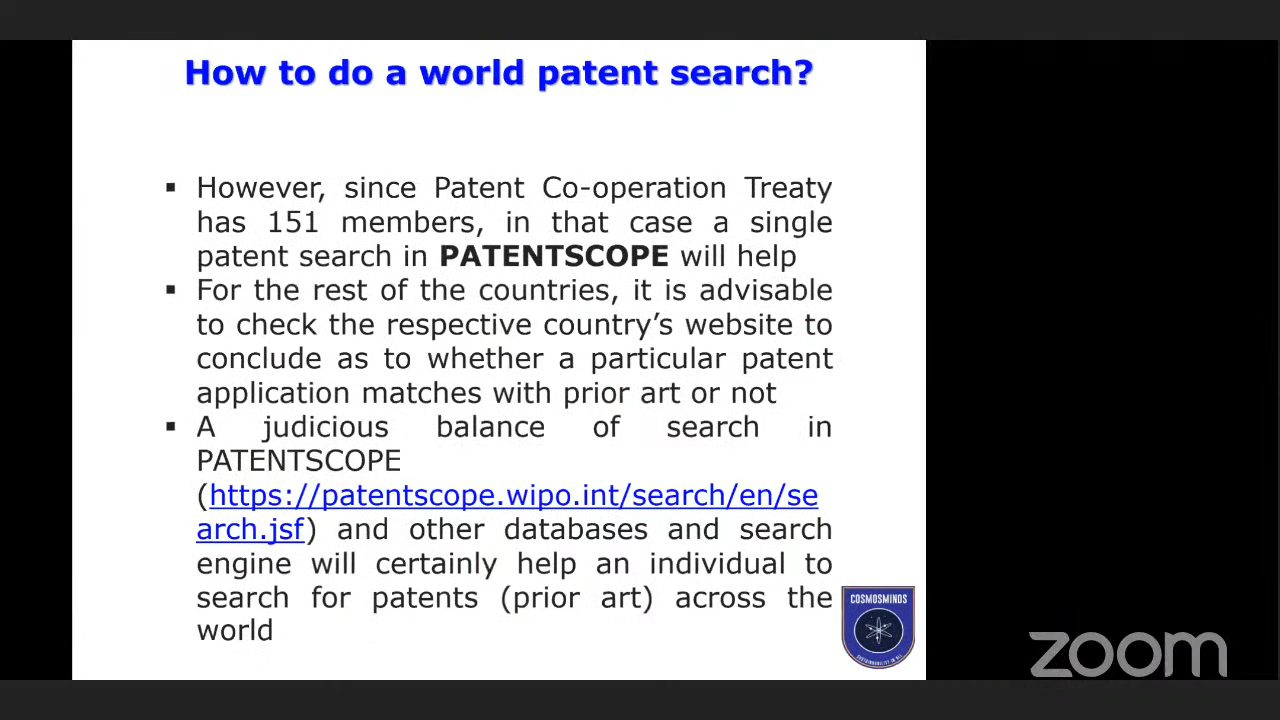 How to do a world patent search?
▪ However, since Patent Co-operation Treaty
has 151 members, in that case a single
patent search in PATENTSCOPE will help
▪ For the rest of the countries, it is advisable
to check the respective country’s website to
conclude as to whether a particular patent
application matches with prior art or not
▪ A judicious balance of search in
PATENTSCOPE
(https://patentscope.wipo.int/search/en/se
arch.jsf) and other databases and search
engine will certainly help an individual to
search for patents (prior art) across the
world
COSMOSMINDS
SUSTAINABILITY IN ALL
zoom